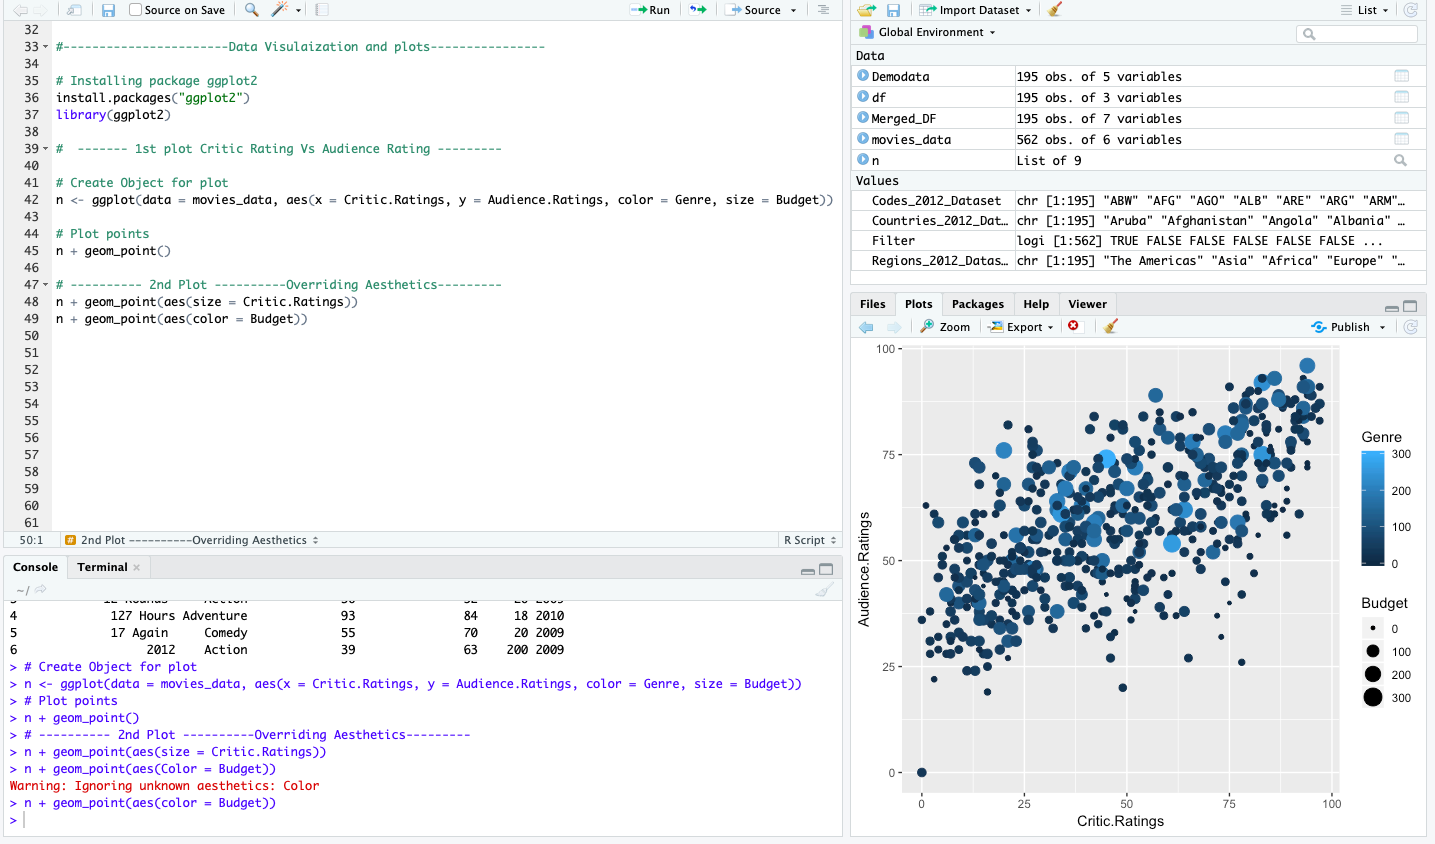 Source on Save
Run
Source
32
33 #-----------------------Data Visulaization and plots----------------
34
35 # Installing package ggplot2
36 install.packages("ggplot2")
37 library(ggplot2)
38
39 #  ------- 1st plot Critic Rating Vs Audience Rating ---------
40
41 # Create Object for plot
42 n <- ggplot(data = movies_data, aes(x = Critic.Ratings, y = Audience.Ratings, color = Genre, size = Budget))
43
44 # Plot points
45 n + geom_point()
46
47 # ---------- 2nd Plot ----------Overriding Aesthetics---------
48 n + geom_point(aes(size = Critic.Ratings))
49 n + geom_point(aes(color = Budget))
50
51
52
53
54
55
56
57
58
59
60
61
50:1 # 2nd Plot ----------Overriding Aesthetics R Script
Console Terminal
~/
4 127 Hours Adventure 93 84 18 2010
5 17 Again Comedy 55 70 20 2009
6 2012 Action 39 63 200 2009
> # Create Object for plot
> n <- ggplot(data = movies_data, aes(x = Critic.Ratings, y = Audience.Ratings, color = Genre, size = Budget))
> # Plot points
> n + geom_point()
> # ---------- 2nd Plot ----------Overriding Aesthetics---------
> n + geom_point(aes(size = Critic.Ratings))
> n + geom_point(aes(Color = Budget))
Warning: Ignoring unknown aesthetics: Color
> n + geom_point(aes(color = Budget))
>
Import Dataset List
Global Environment
Data
Demodata 195 obs. of 5 variables
df 195 obs. of 3 variables
Merged_DF 195 obs. of 7 variables
movies_data 562 obs. of 6 variables
n List of 9
Values
Codes_2012_Dataset chr [1:195] "ABW" "AFG" "AGO" "ALB" "ARE" "ARG" "ARM"…
Countries_2012_Dat… chr [1:195] "Aruba" "Afghanistan" "Angola" "Albania" …
Filter logi [1:562] TRUE FALSE FALSE FALSE FALSE FALSE ...
Regions_2012_Datas… chr [1:195] "The Americas" "Asia" "Africa" "Europe" "…
Files Plots Packages Help Viewer
Zoom Export Publish
100
75
50
25
0
Audience.Ratings
0 25 50 75 100
Critic.Ratings
Genre
300
200
100
0
Budget
0
100
200
300